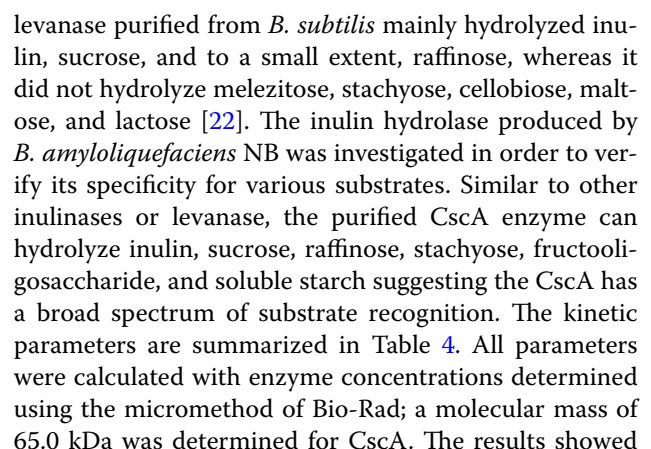 levanase purified from B. subtilis mainly hydrolyzed inu-
lin, sucrose, and to a small extent, raffinose, whereas it
did not hydrolyze melezitose, stachyose, cellobiose, malt-
ose, and lactose [22]. The inulin hydrolase produced by
B. amyloliquefaciens NB was investigated in order to ver-
ify its specificity for various substrates. Similar to other
inulinases or levanase, the purified CscA enzyme can
hydrolyze inulin, sucrose, raffinose, stachyose, fructooli-
gosaccharide, and soluble starch suggesting the CscA has
a broad spectrum of substrate recognition. The kinetic
parameters are summarized in Table 4. All parameters
were calculated with enzyme concentrations determined
using the micromethod of Bio-Rad; a molecular mass of
65.0 kDa was determined for CscA. The results showed